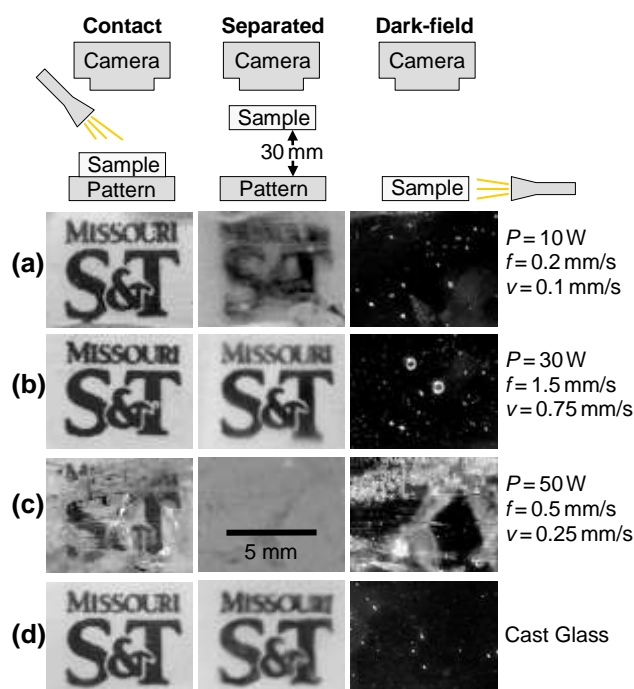 Contact Separated Dark-field
Camera Camera Camera
Sample
30 mm
Sample
Pattern Pattern Sample
(a) MISSOURI S&T S&T P = 10 W
f = 0.2 mm/s
v = 0.1 mm/s
(b) MISSOURI S&T MISSOURI S&T P = 30 W
f = 1.5 mm/s
v = 0.75 mm/s
(c) P = 50 W
f = 0.5 mm/s
v = 0.25 mm/s
5 mm
(d) MISSOURI S&T MISSOURI S&T Cast Glass